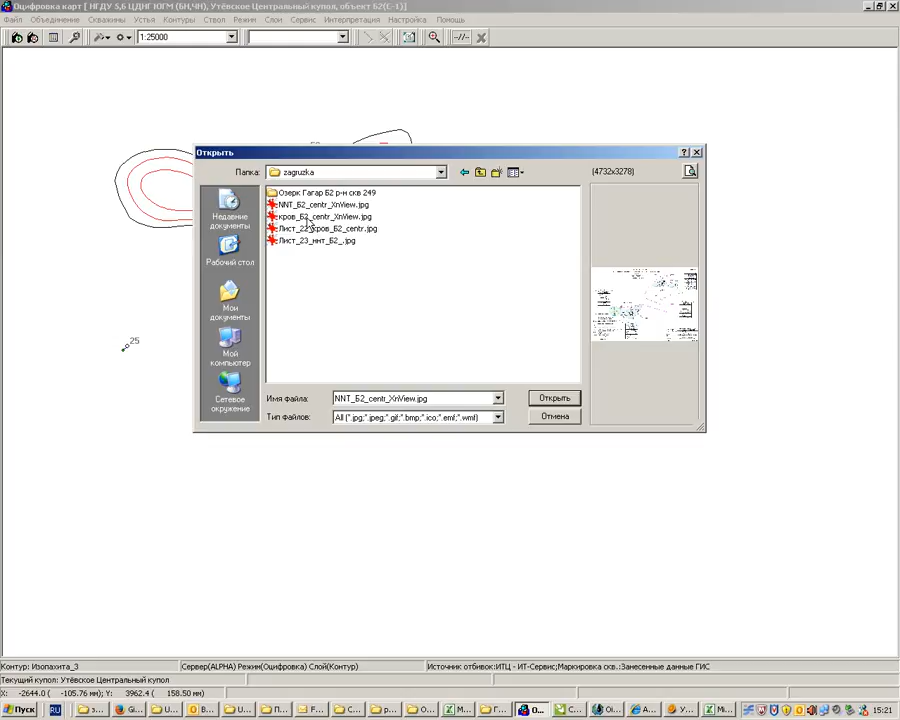 Оцифровка карт [ НГДУ 5,6 ЦДНГ ЮГМ (БН,ЧН), Утёвское Центральный купол, объект Б2(C-1)]
Файл Объединение Скважины Устья Контуры Ствол Режим Слои Сервис Интерпретация Настройка Помощь
1:25000
25
Открыть
Папка: zagruzka (4732x3278)
Недавние документы
Рабочий стол
Мои документы
Мой компьютер
Сетевое окружение
Озерк Гагар Б2 р-н скв 249
NNT_Б2_centr_XnView.jpg
кров_Б2_centr_XnView.jpg
Лист_22_кров_Б2_centr.jpg
Лист_23_ннт_Б2_.jpg
Имя файла: NNT_Б2_centr_XnView.jpg Открыть
Тип файлов: All (*.jpg;*.jpeg;*.gif;*.bmp;*.ico;*.emf;*.wmf) Отмена
Контур: Изопахита_3 Сервер(ALPHA) Режим(Оцифровка) Слой(Контур) Источник отбивок:ИТЦ - ИТ-Сервис;Маркировка скв.:Занесенные данные ГИС
Текущий купол: Утёвское Центральный купол
X: -2644.0 ( -105.76 мм); Y: 3962.4 ( 158.50 мм)
Пуск RU з... Gi... U... В... U... П... F... С... р... О... М... Г... О... С... Oi... А... У... Mi... 15:21